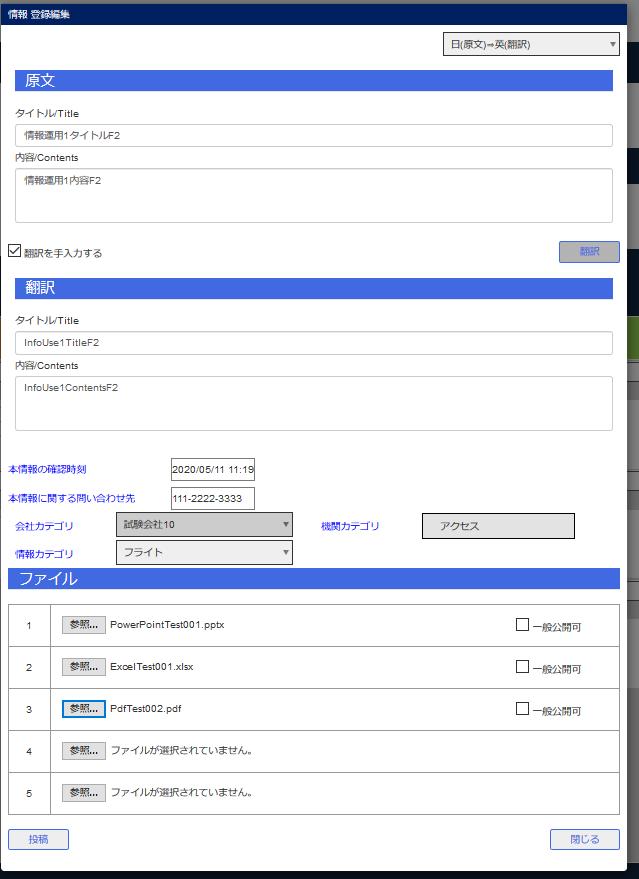 情報 登録編集
日(原文)⇒英(翻訳)
原文
タイトル/Title
情報運用1タイトルF2
内容/Contents
情報運用1内容F2
翻訳を手入力する
翻訳
翻訳
タイトル/Title
InfoUse1TitleF2
内容/Contents
InfoUse1ContentsF2
本情報の確認時刻 2020/05/11 11:19
本情報に関する問い合わせ先 111-2222-3333
会社カテゴリ 試験会社10 機関カテゴリ アクセス
情報カテゴリ フライト
ファイル
1 参照... PowerPointTest001.pptx 一般公開可
2 参照... ExcelTest001.xlsx 一般公開可
3 参照... PdfTest002.pdf 一般公開可
4 参照... ファイルが選択されていません。
5 参照... ファイルが選択されていません。
投稿 閉じる